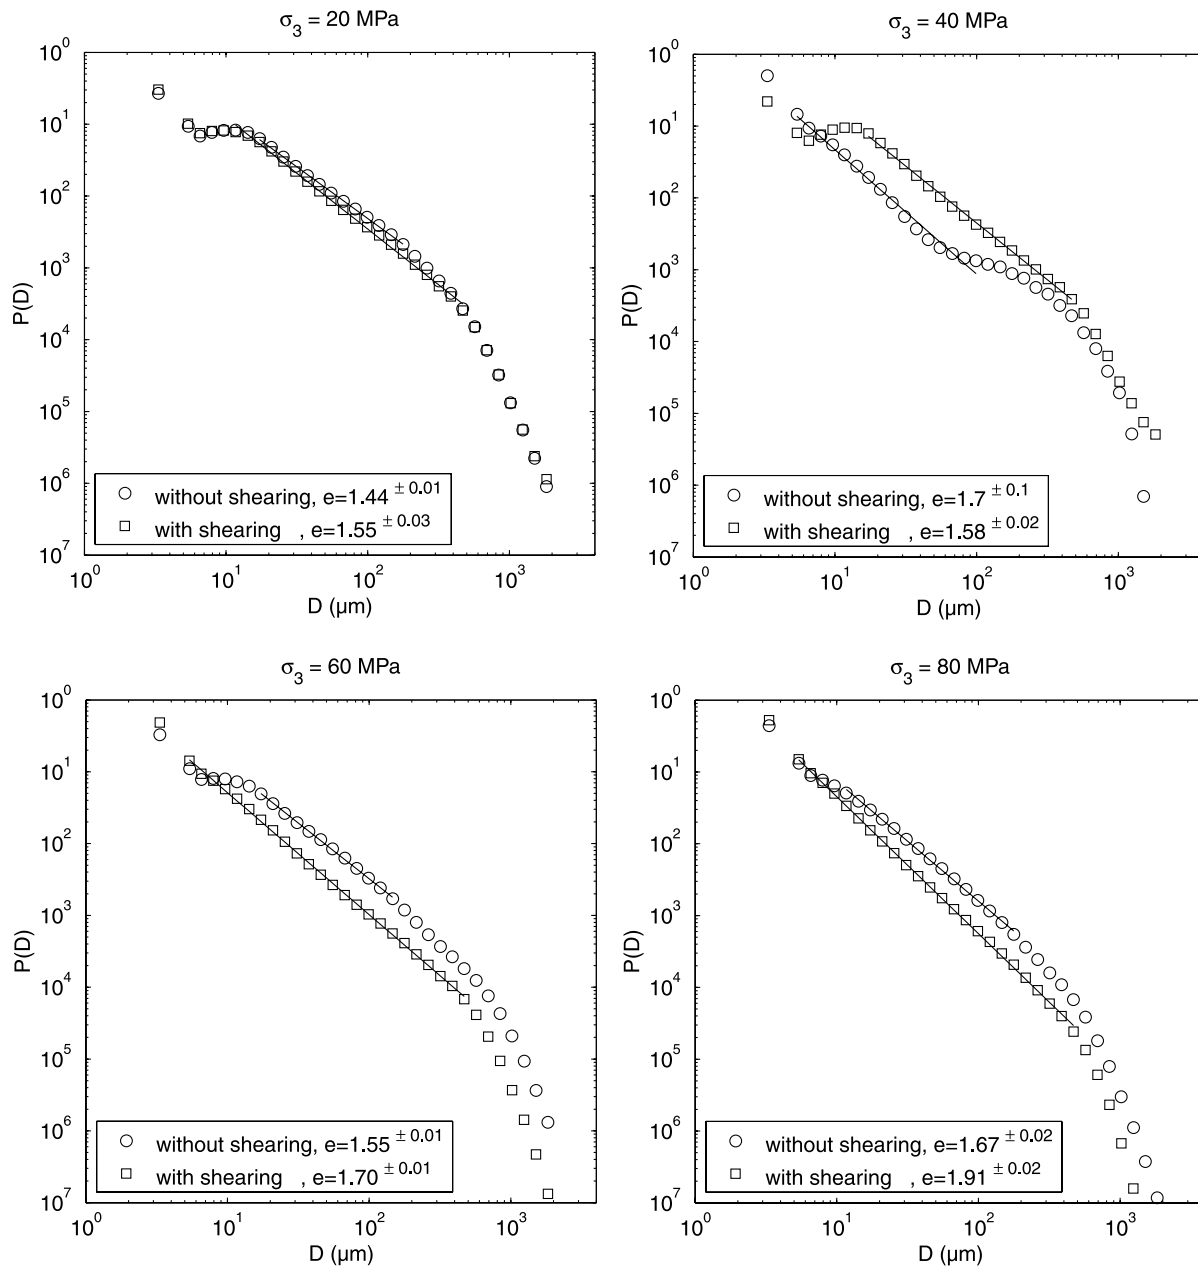 σ3 = 20 MPa
10^0
10^1
10^2
10^3
10^4
10^5
10^6
10^7
P(D)
without shearing, e=1.44 ± 0.01
with shearing , e=1.55 ± 0.03
10^0 10^1 10^2 10^3
D (μm)
σ3 = 40 MPa
10^0
10^1
10^2
10^3
10^4
10^5
10^6
10^7
P(D)
without shearing, e=1.7 ± 0.1
with shearing , e=1.58 ± 0.02
10^0 10^1 10^2 10^3
D (μm)
σ3 = 60 MPa
10^0
10^1
10^2
10^3
10^4
10^5
10^6
10^7
P(D)
without shearing, e=1.55 ± 0.01
with shearing , e=1.70 ± 0.01
10^0 10^1 10^2 10^3
D (μm)
σ3 = 80 MPa
10^0
10^1
10^2
10^3
10^4
10^5
10^6
10^7
P(D)
without shearing, e=1.67 ± 0.02
with shearing , e=1.91 ± 0.02
10^0 10^1 10^2 10^3
D (μm)